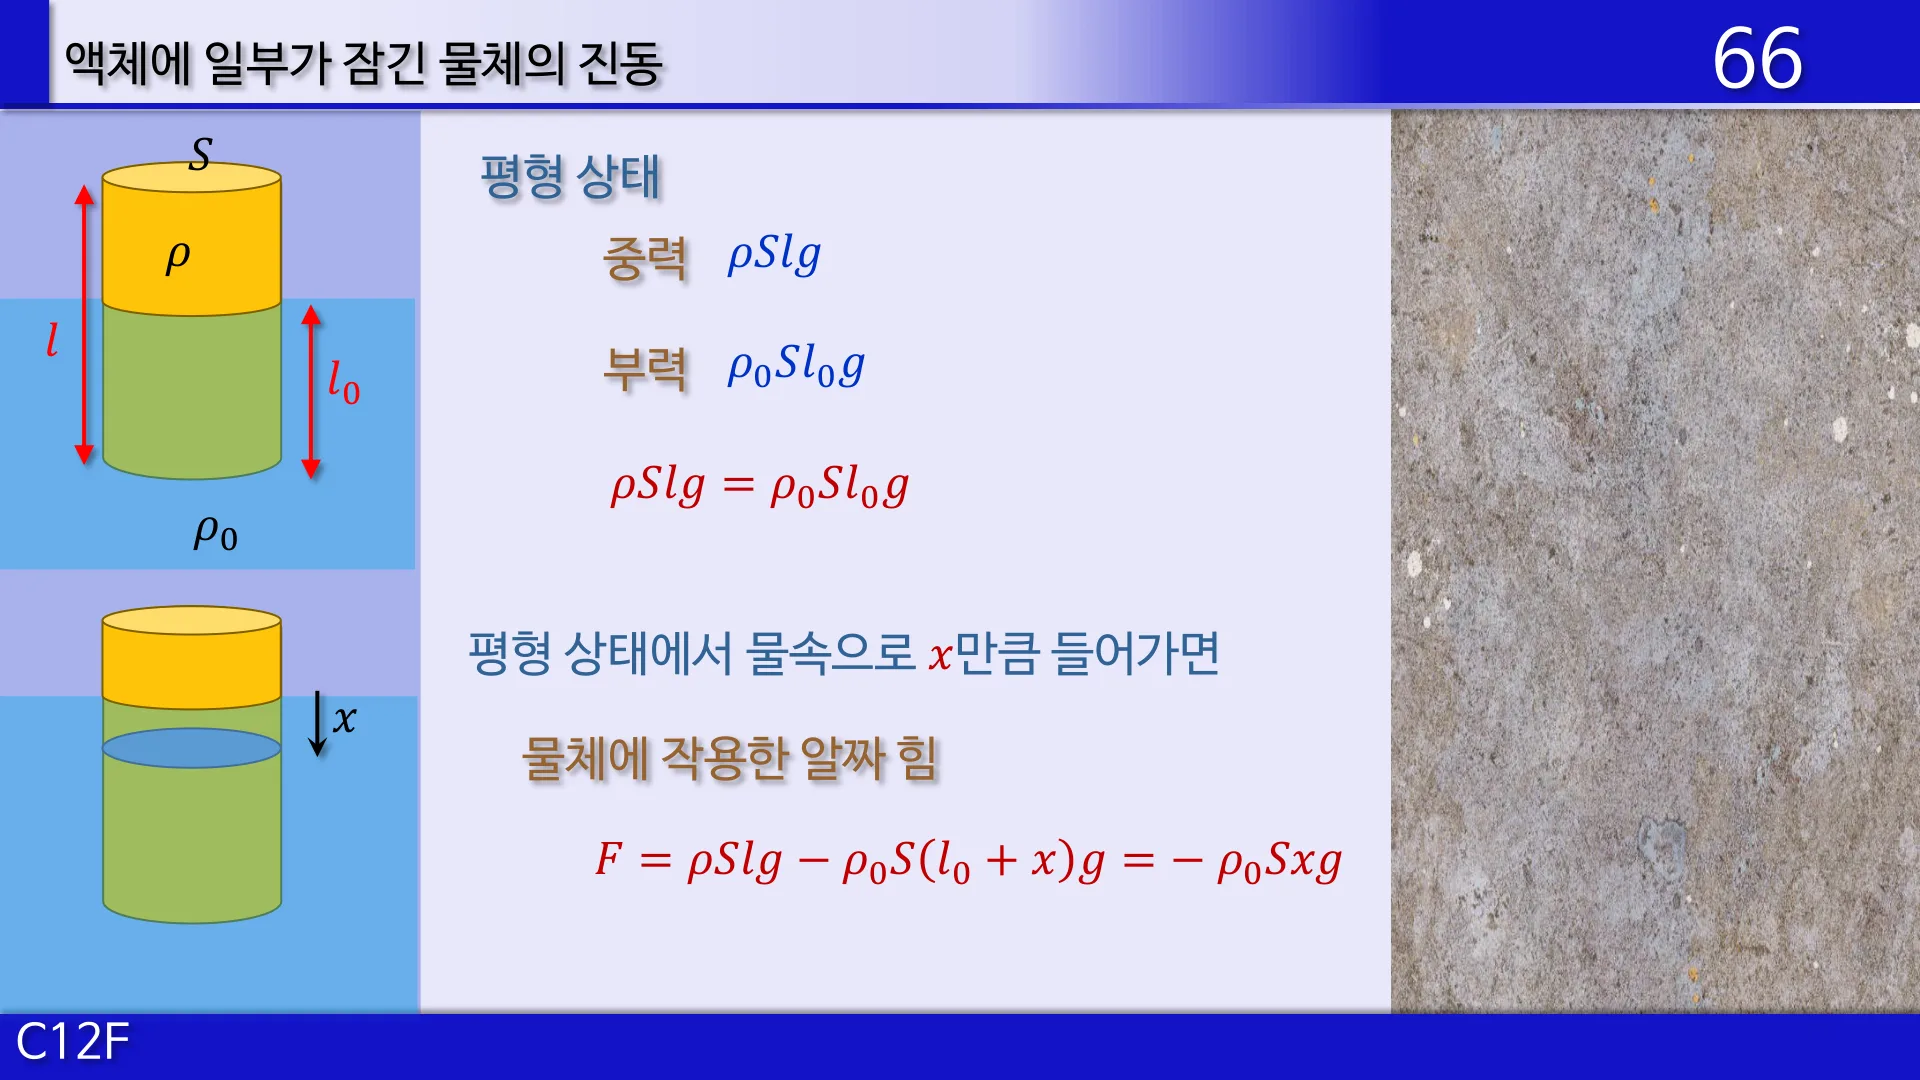 액체에 일부가 잠긴 물체의 진동
66
S
ρ
l
l₀
ρ₀
x
평형 상태
중력 ρSlg
부력 ρ₀Sl₀g
ρSlg = ρ₀Sl₀g
평형 상태에서 물속으로 x만큼 들어가면
물체에 작용한 알짜 힘
F = ρSlg − ρ₀S(l₀ + x)g = − ρ₀Sxg
C12F